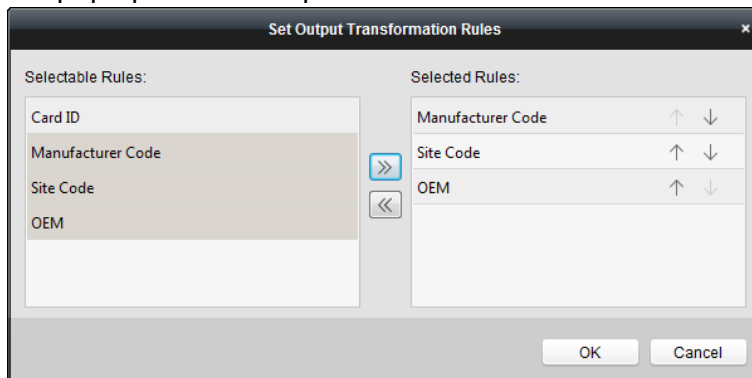 Set Output Transformation Rules ×
Selectable Rules:
Card ID
Manufacturer Code
Site Code
OEM
Selected Rules:
Manufacturer Code
Site Code
OEM
OK
Cancel